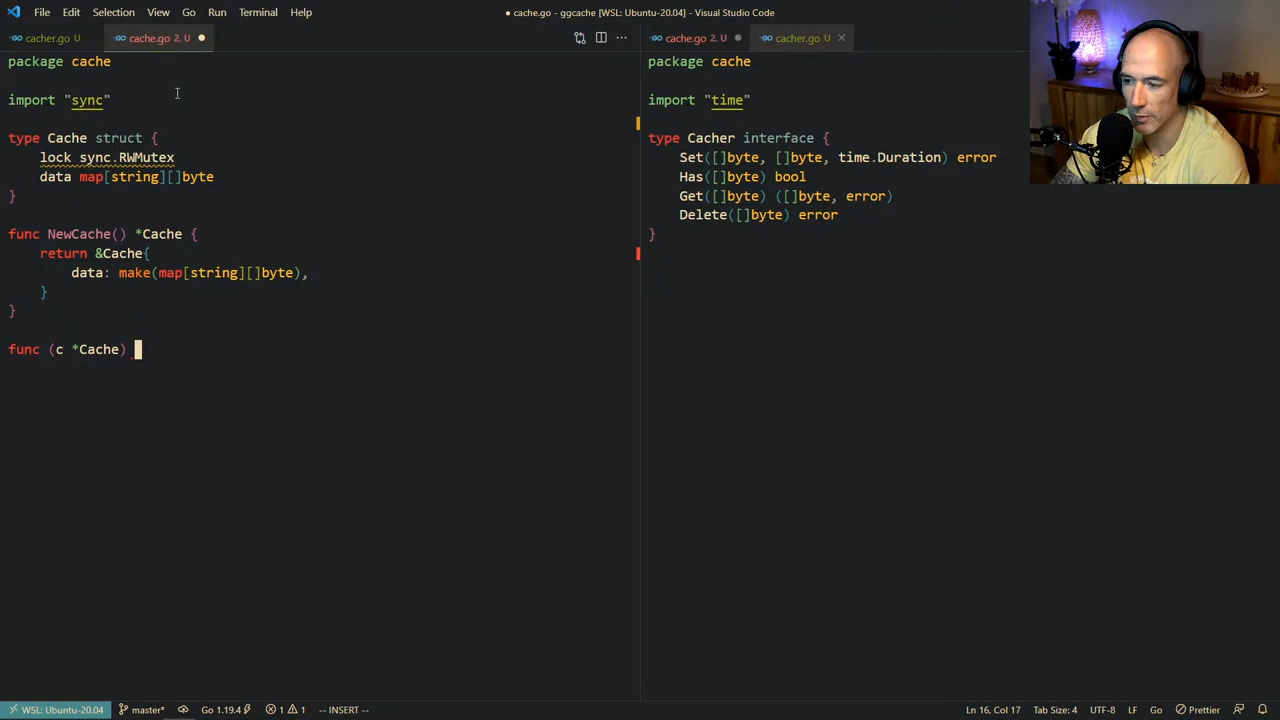 File Edit Selection View Go Run Terminal Help
● cache.go - ggcache [WSL: Ubuntu-20.04] - Visual Studio Code
cacher.go U
cache.go 2, U ●
cache.go 2, U ●
cacher.go U
package cache
import "sync"
type Cache struct {
lock sync.RWMutex
data map[string][]byte
}
func NewCache() *Cache {
return &Cache{
data: make(map[string][]byte),
}
}
func (c *Cache)
package cache
import "time"
type Cacher interface {
Set([]byte, []byte, time.Duration) error
Has([]byte) bool
Get([]byte) ([]byte, error)
Delete([]byte) error
}
WSL: Ubuntu-20.04 master* Go 1.19.4 1 1 -- INSERT -- Ln 16, Col 17 Tab Size: 4 UTF-8 LF Go Prettier